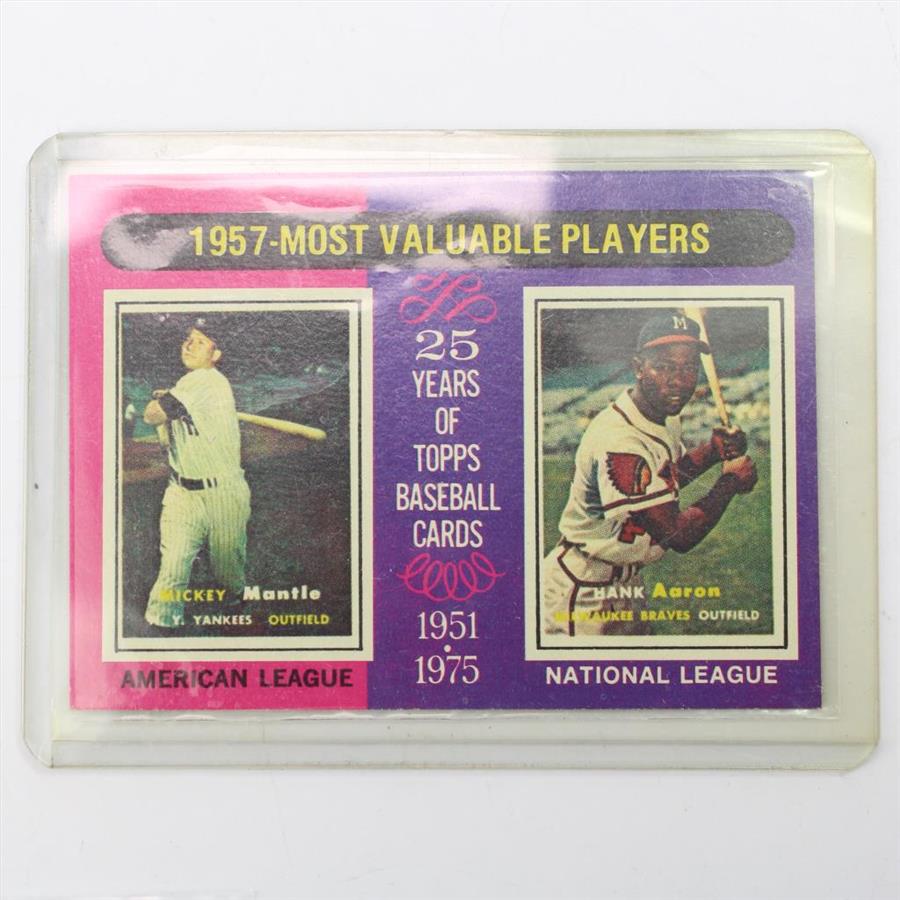 1957-MOST VALUABLE PLAYERS
MICKEY Mantle
N. Y. YANKEES OUTFIELD
AMERICAN LEAGUE
25
YEARS
OF
TOPPS
BASEBALL
CARDS
1951
•
1975
M
HANK Aaron
MILWAUKEE BRAVES OUTFIELD
NATIONAL LEAGUE